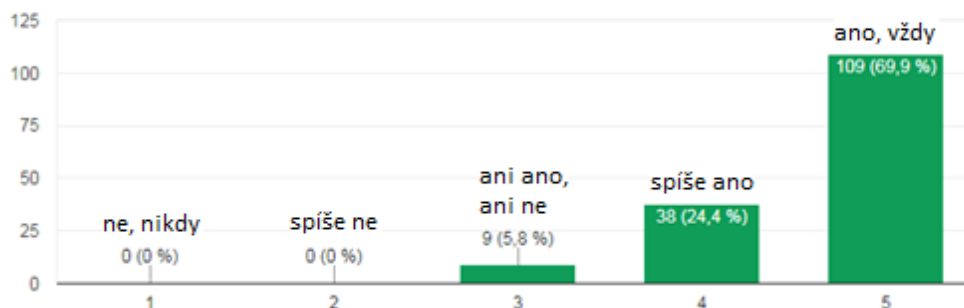 125
100
75
50
25
0
ne, nikdy
0 (0 %)
1
spíše ne
0 (0 %)
2
ani ano,
ani ne
9 (5,8 %)
3
spíše ano
38 (24,4 %)
4
ano, vždy
109 (69,9 %)
5